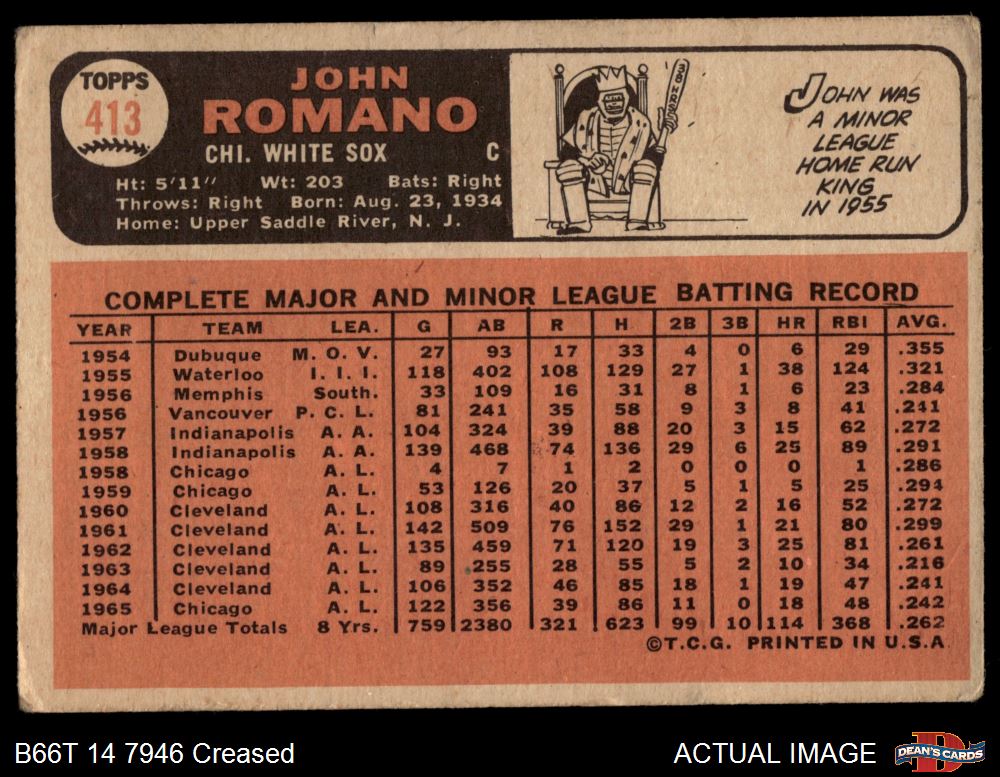 TOPPS
413
JOHN
ROMANO
CHI. WHITE SOX C
Ht: 5'11" Wt: 203 Bats: Right
Throws: Right Born: Aug. 23, 1934
Home: Upper Saddle River, N. J.
38 HRS
JOHN WAS
A MINOR
LEAGUE
HOME RUN
KING
IN 1955
COMPLETE MAJOR AND MINOR LEAGUE BATTING RECORD
YEAR TEAM LEA. G AB R H 2B 3B HR RBI AVG.
1954 Dubuque M. O. V. 27 93 17 33 4 0 6 29 .355
1955 Waterloo I. I. I. 118 402 108 129 27 1 38 124 .321
1956 Memphis South. 33 109 16 31 8 1 6 23 .284
1956 Vancouver P. C. L. 81 241 35 58 9 3 8 41 .241
1957 Indianapolis A. A. 104 324 39 88 20 3 15 62 .272
1958 Indianapolis A. A. 139 468 74 136 29 6 25 89 .291
1958 Chicago A. L. 4 7 1 2 0 0 0 1 .286
1959 Chicago A. L. 53 126 20 37 5 1 5 25 .294
1960 Cleveland A. L. 108 316 40 86 12 2 16 52 .272
1961 Cleveland A. L. 142 509 76 152 29 1 21 80 .299
1962 Cleveland A. L. 135 459 71 120 19 3 25 81 .261
1963 Cleveland A. L. 89 255 28 55 5 2 10 34 .216
1964 Cleveland A. L. 106 352 46 85 18 1 19 47 .241
1965 Chicago A. L. 122 356 39 86 11 0 18 48 .242
Major League Totals 8 Yrs. 759 2380 321 623 99 10 114 368 .262
©T.C.G. PRINTED IN U.S.A.
B66T 14 7946 Creased
ACTUAL IMAGE
DEAN'S CARDS